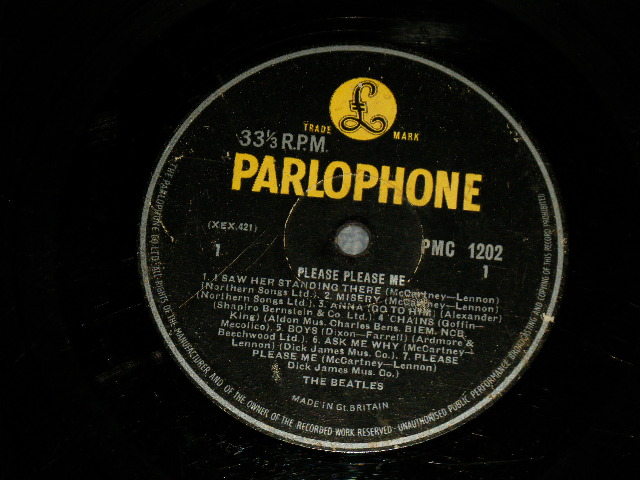 £
TRADE MARK
33⅓ R.P.M.
PARLOPHONE
(XEX.421)
1
PMC 1202
1
PLEASE PLEASE ME
1. I SAW HER STANDING THERE (McCartney—Lennon)
(Northern Songs Ltd.). 2. MISERY (McCartney—Lennon)
(Northern Songs Ltd.). 3. ANNA (GO TO HIM) (Alexander)
(Shapiro Bernstein & Co. Ltd.) 4. CHAINS (Goffin—
King) (Aldon Mus. Charles Bens. BIEM. NCB.
Mecolico). 5. BOYS (Dixon—Farrell) (Ardmore &
Beechwood Ltd.). 6. ASK ME WHY (McCartney—
Lennon) (Dick James Mus. Co.). 7. PLEASE
PLEASE ME (McCartney—Lennon)
Dick James Mus. Co.)
THE BEATLES
MADE IN Gt. BRITAIN
THE PARLOPHONE CO. LTD. ALL RIGHTS OF THE MANUFACTURER AND OF THE OWNER OF THE RECORDED WORK RESERVED · UNAUTHORISED PUBLIC PERFORMANCE, BROADCASTING AND COPYING OF THIS RECORD PROHIBITED